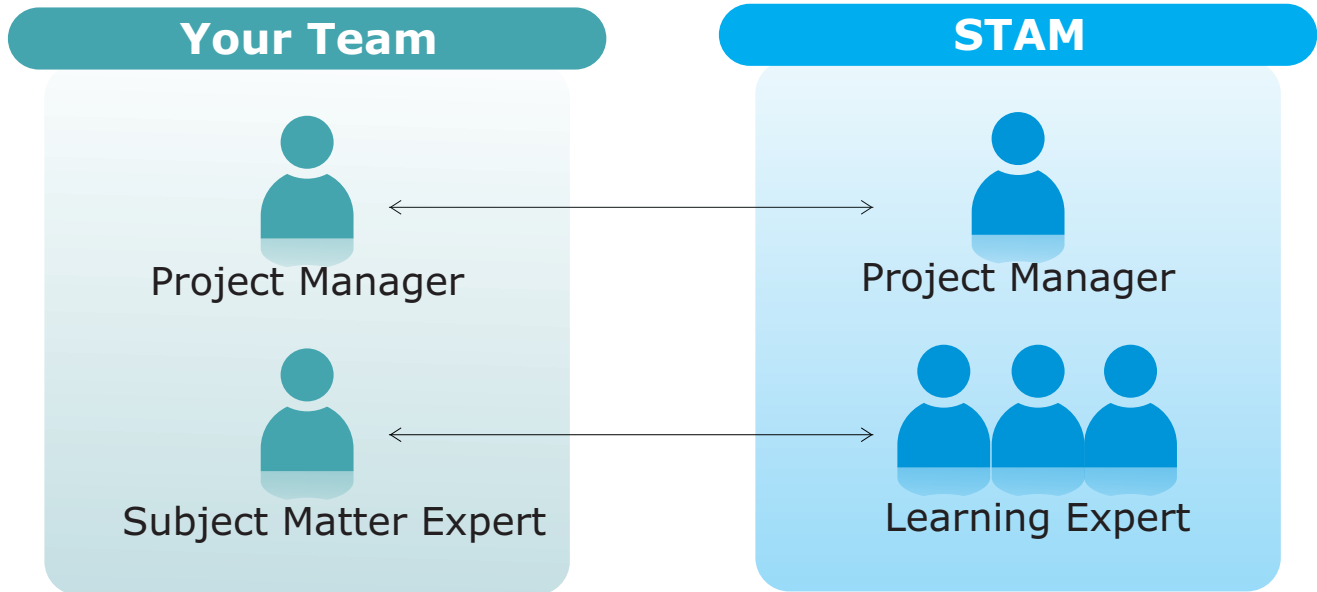 Your Team
STAM
Project Manager
Project Manager
Subject Matter Expert
Learning Expert